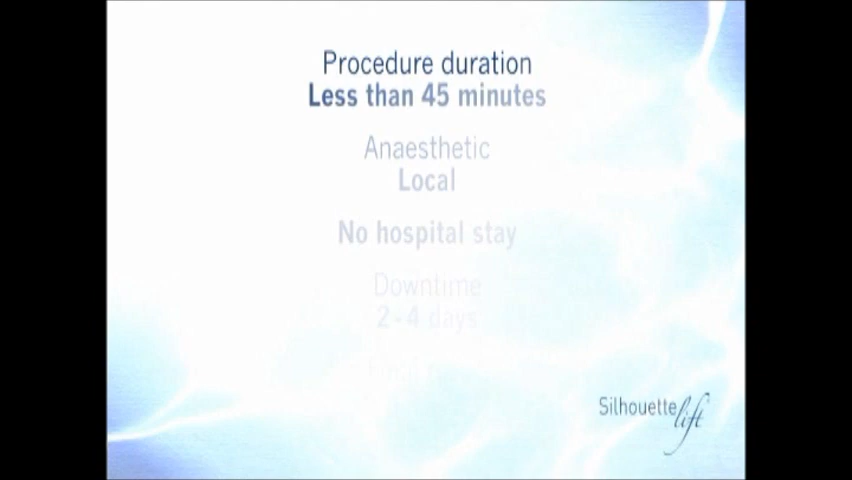 Procedure duration
Less than 45 minutes
Anaesthetic
Local
No hospital stay
Downtime
2-4 days
Silhouette lift